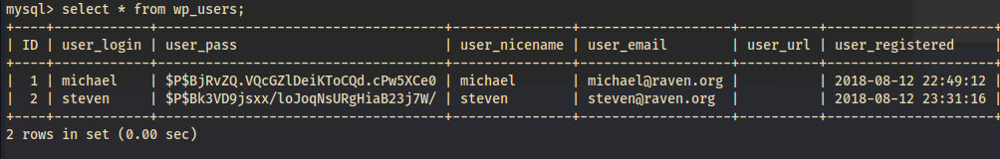 mysql> select * from wp_users;
+----+------------+------------------------------------+---------------+-------------------+----------+---------------------+
| ID | user_login | user_pass                          | user_nicename | user_email        | user_url | user_registered     |
+----+------------+------------------------------------+---------------+-------------------+----------+---------------------+
| 1 | michael    | $P$BjRvZQ.VQcGZlDeiKToCQd.cPw5XCe0 | michael       | michael@raven.org |          | 2018-08-12 22:49:12 |
| 2 | steven     | $P$Bk3VD9jsxx/loJoqNsURgHiaB23j7W/ | steven        | steven@raven.org  |          | 2018-08-12 23:31:16 |
+----+------------+------------------------------------+---------------+-------------------+----------+---------------------+
2 rows in set (0.00 sec)